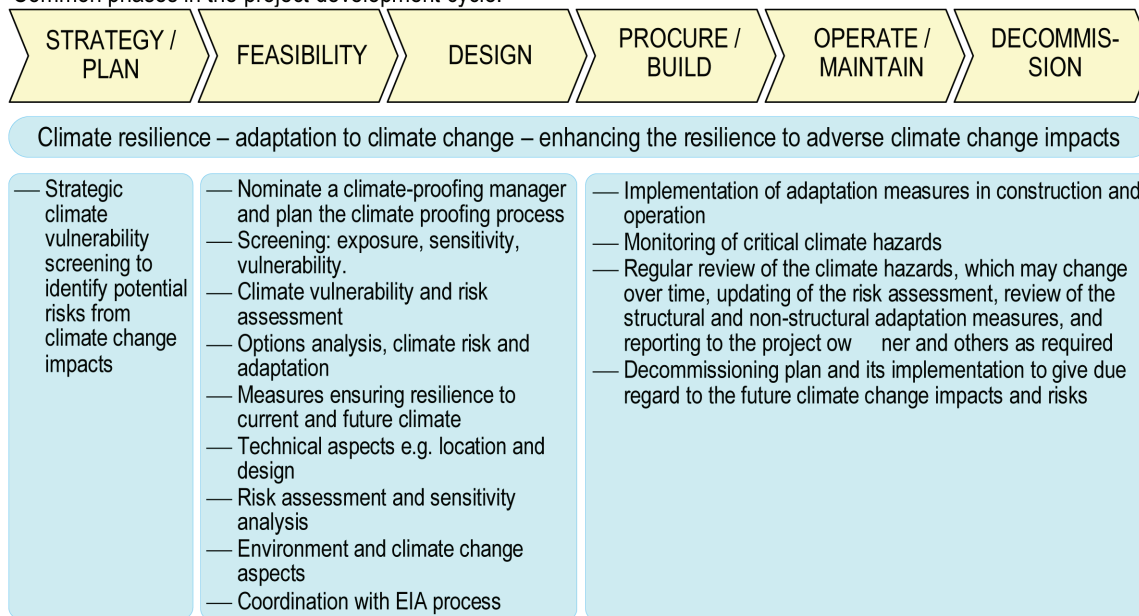 Common phases in the project development cycle:
STRATEGY /
PLAN
FEASIBILITY
DESIGN
PROCURE /
BUILD
OPERATE /
MAINTAIN
DECOMMIS-
SION
Climate resilience – adaptation to climate change – enhancing the resilience to adverse climate change impacts
— Strategic
climate
vulnerability
screening to
identify potential
risks from
climate change
impacts
— Nominate a climate-proofing manager
and plan the climate proofing process
— Screening: exposure, sensitivity,
vulnerability.
— Climate vulnerability and risk
assessment
— Options analysis, climate risk and
adaptation
— Measures ensuring resilience to
current and future climate
— Technical aspects e.g. location and
design
— Risk assessment and sensitivity
analysis
— Environment and climate change
aspects
— Coordination with EIA process
— Implementation of adaptation measures in construction and
operation
— Monitoring of critical climate hazards
— Regular review of the climate hazards, which may change
over time, updating of the risk assessment, review of the
structural and non-structural adaptation measures, and
reporting to the project ow ner and others as required
— Decommissioning plan and its implementation to give due
regard to the future climate change impacts and risks